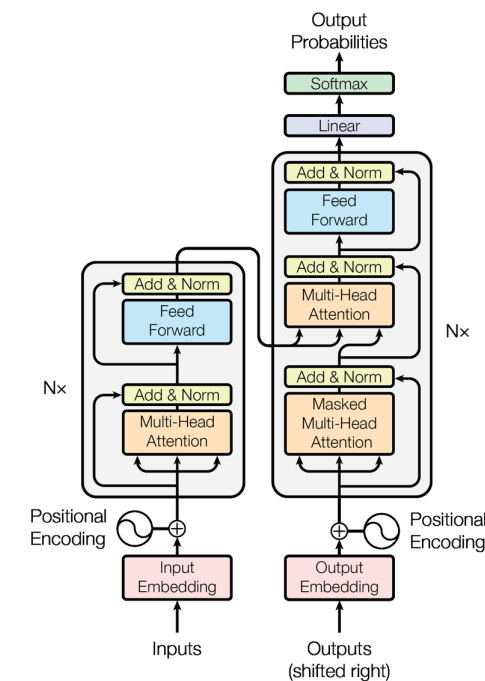 Output
Probabilities
Softmax
Linear
Add & Norm
Feed
Forward
Add & Norm
Multi-Head
Attention
Add & Norm
Masked
Multi-Head
Attention
Nx
Add & Norm
Feed
Forward
Add & Norm
Multi-Head
Attention
Nx
Positional
Encoding
Positional
Encoding
Input
Embedding
Output
Embedding
Inputs
Outputs
(shifted right)